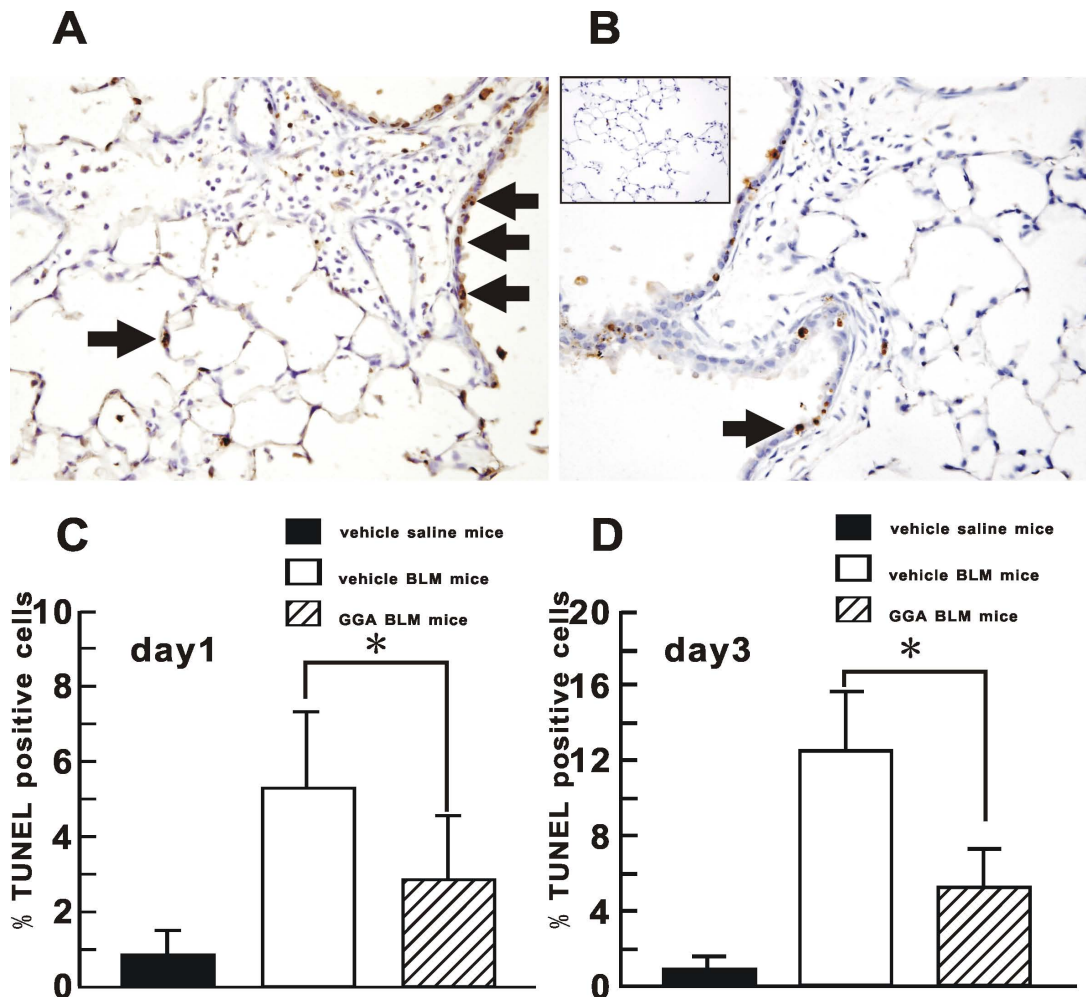 A
B
C
vehicle saline mice
vehicle BLM mice
GGA BLM mice
% TUNEL positive cells
10
8
6
4
2
0
day1
*
D
vehicle saline mice
vehicle BLM mice
GGA BLM mice
% TUNEL positive cells
20
16
12
8
4
0
day3
*